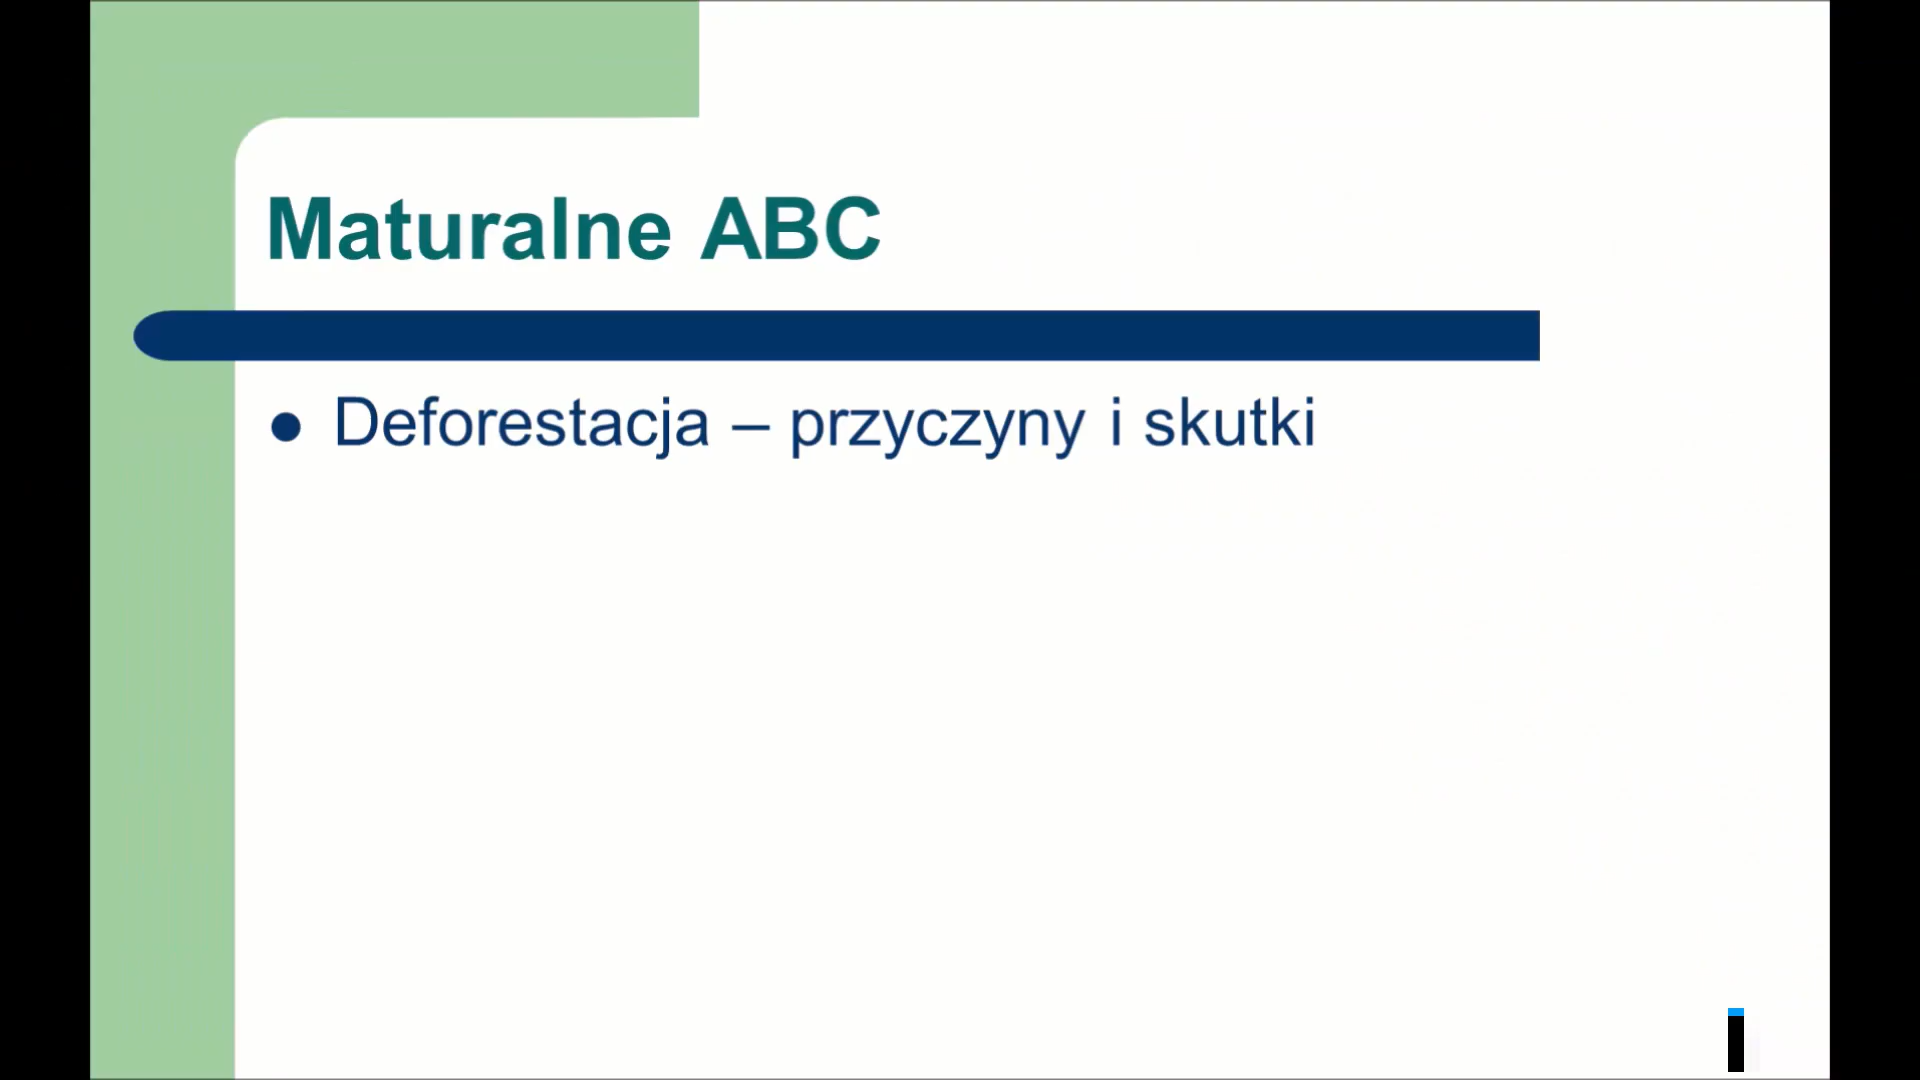 Maturalne ABC
● Deforestacja – przyczyny i skutki